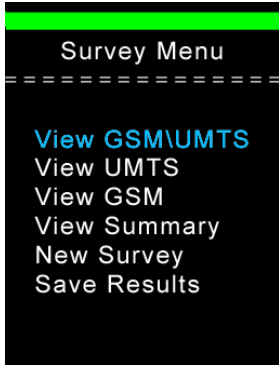 Survey Menu
====================
View GSM\UMTS
View UMTS
View GSM
View Summary
New Survey
Save Results